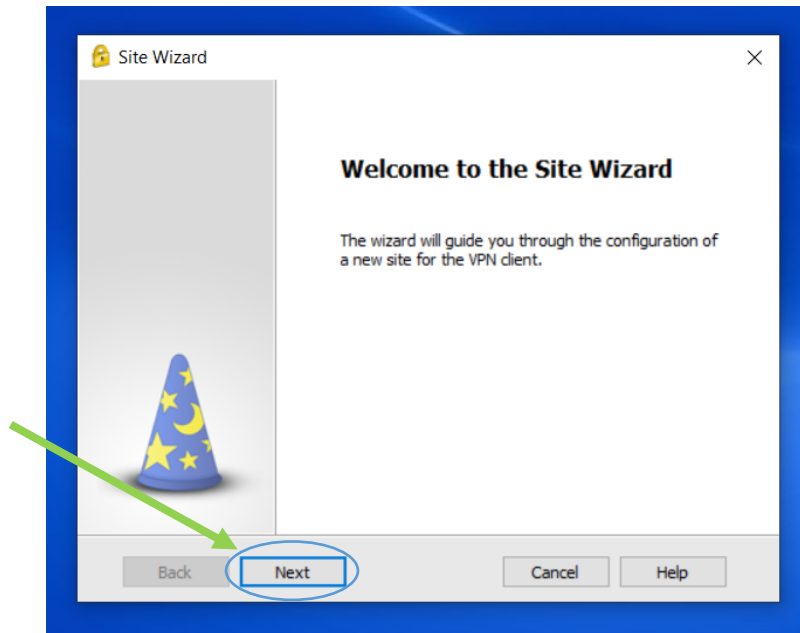 Site Wizard
Welcome to the Site Wizard
The wizard will guide you through the configuration of
a new site for the VPN client.
Back Next Cancel Help